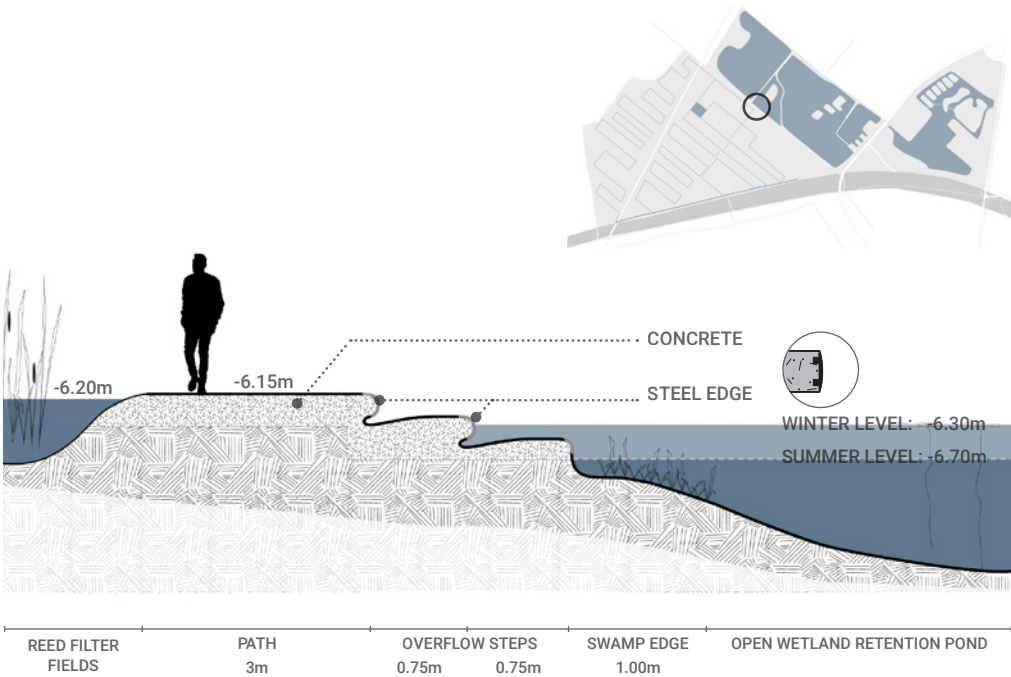 CONCRETE
-6.20m
-6.15m
STEEL EDGE
WINTER LEVEL: -6.30m
SUMMER LEVEL: -6.70m
REED FILTER
FIELDS
PATH
3m
OVERFLOW STEPS
0.75m
0.75m
SWAMP EDGE
1.00m
OPEN WETLAND RETENTION POND